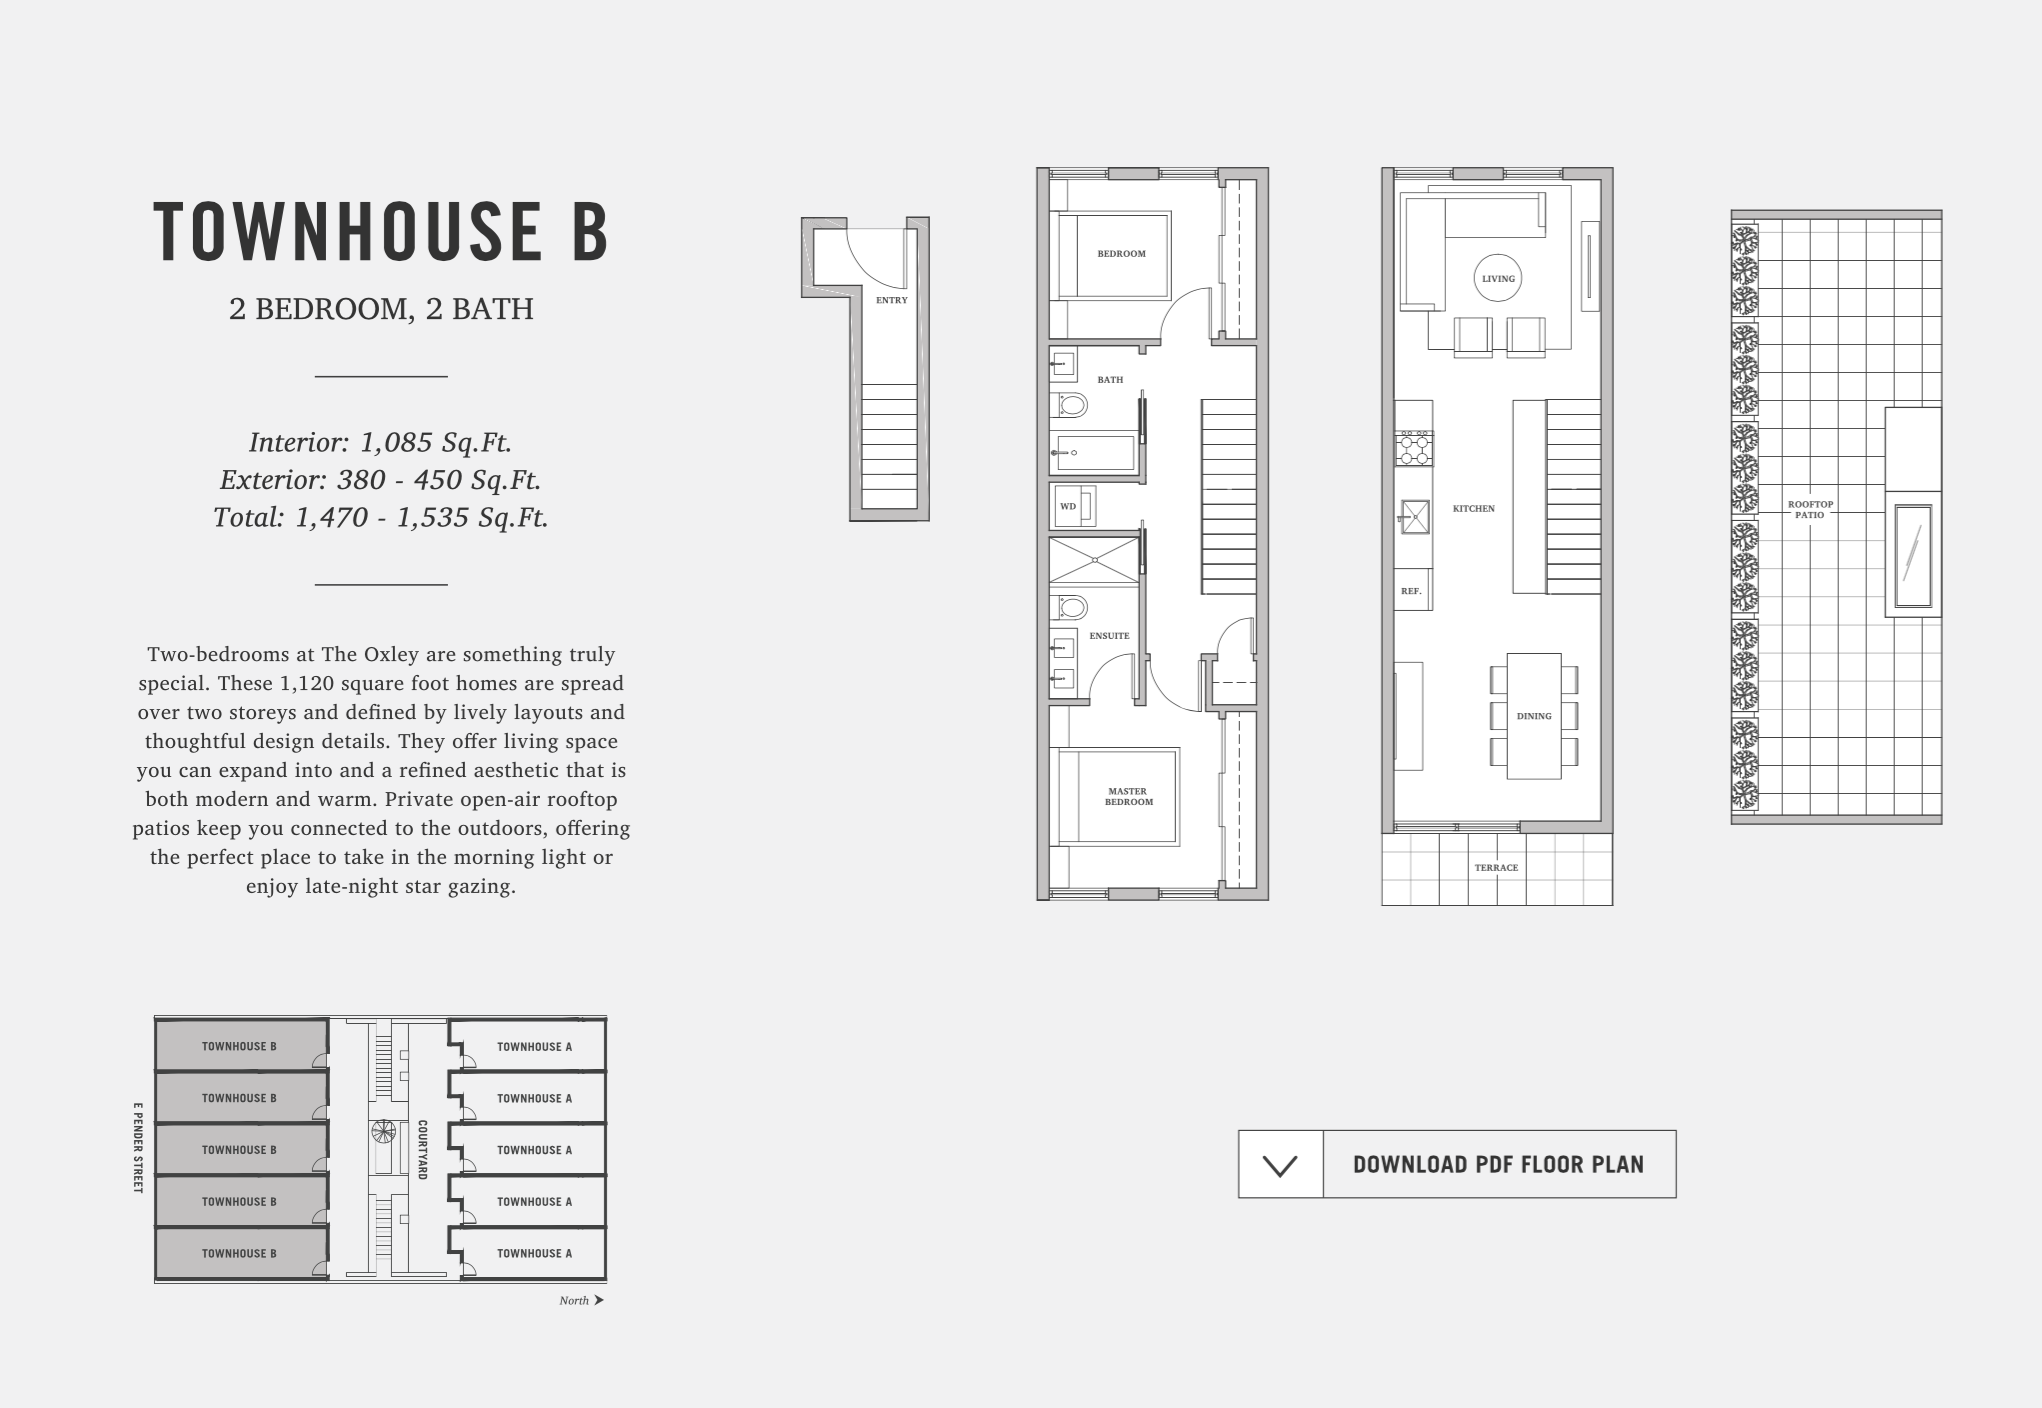 TOWNHOUSE B
2 BEDROOM, 2 BATH
Interior: 1,085 Sq.Ft.
Exterior: 380 - 450 Sq.Ft.
Total: 1,470 - 1,535 Sq.Ft.
Two-bedrooms at The Oxley are something truly
special. These 1,120 square foot homes are spread
over two storeys and defined by lively layouts and
thoughtful design details. They offer living space
you can expand into and a refined aesthetic that is
both modern and warm. Private open-air rooftop
patios keep you connected to the outdoors, offering
the perfect place to take in the morning light or
enjoy late-night star gazing.
ENTRY
BEDROOM
BATH
WD
ENSUITE
MASTER
BEDROOM
LIVING
KITCHEN
REF.
DINING
TERRACE
ROOFTOP
PATIO
E PENDER STREET
TOWNHOUSE B
TOWNHOUSE B
TOWNHOUSE B
TOWNHOUSE B
TOWNHOUSE B
COURTYARD
TOWNHOUSE A
TOWNHOUSE A
TOWNHOUSE A
TOWNHOUSE A
TOWNHOUSE A
North
DOWNLOAD PDF FLOOR PLAN